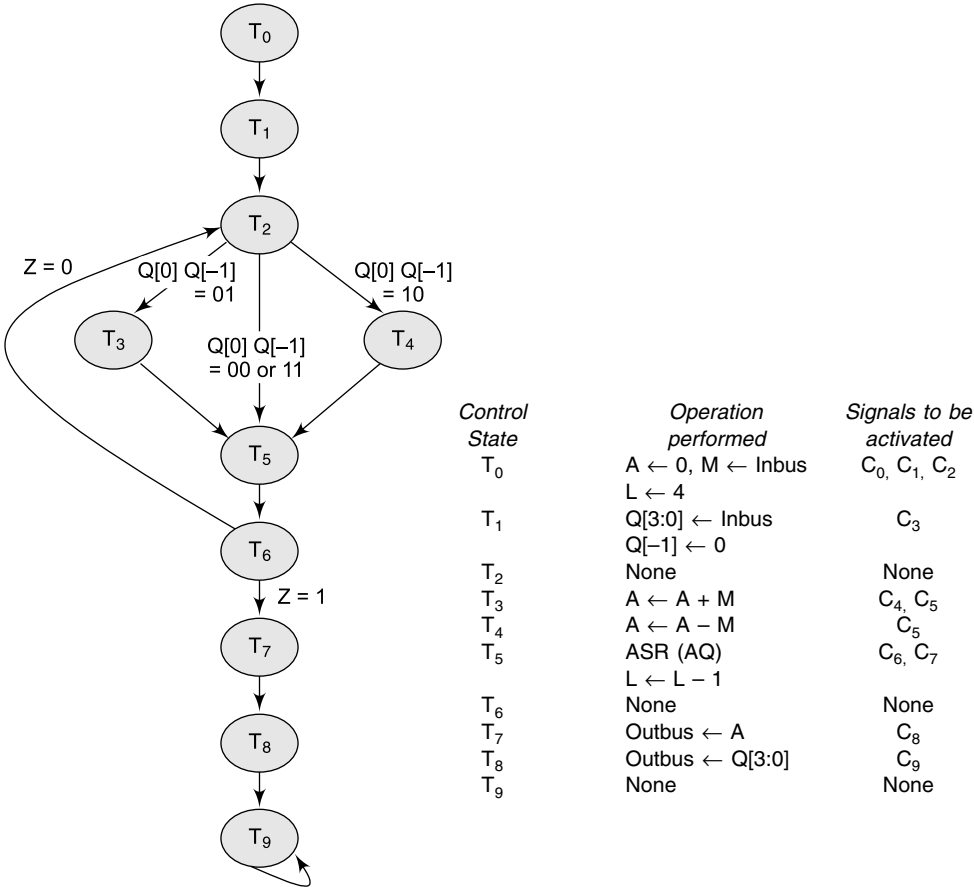 T₀
T₁
T₂
Z = 0
Q[0] Q[–1]
= 01
Q[0] Q[–1]
= 10
T₃
Q[0] Q[–1]
= 00 or 11
T₄
T₅
T₆
Z = 1
T₇
T₈
T₉
Control Operation Signals to be
State performed activated
T₀ A ← 0, M ← Inbus C₀, C₁, C₂
L ← 4
T₁ Q[3:0] ← Inbus C₃
Q[–1] ← 0
T₂ None None
T₃ A ← A + M C₄, C₅
T₄ A ← A – M C₅
T₅ ASR (AQ) C₆, C₇
L ← L – 1
T₆ None None
T₇ Outbus ← A C₈
T₈ Outbus ← Q[3:0] C₉
T₉ None None